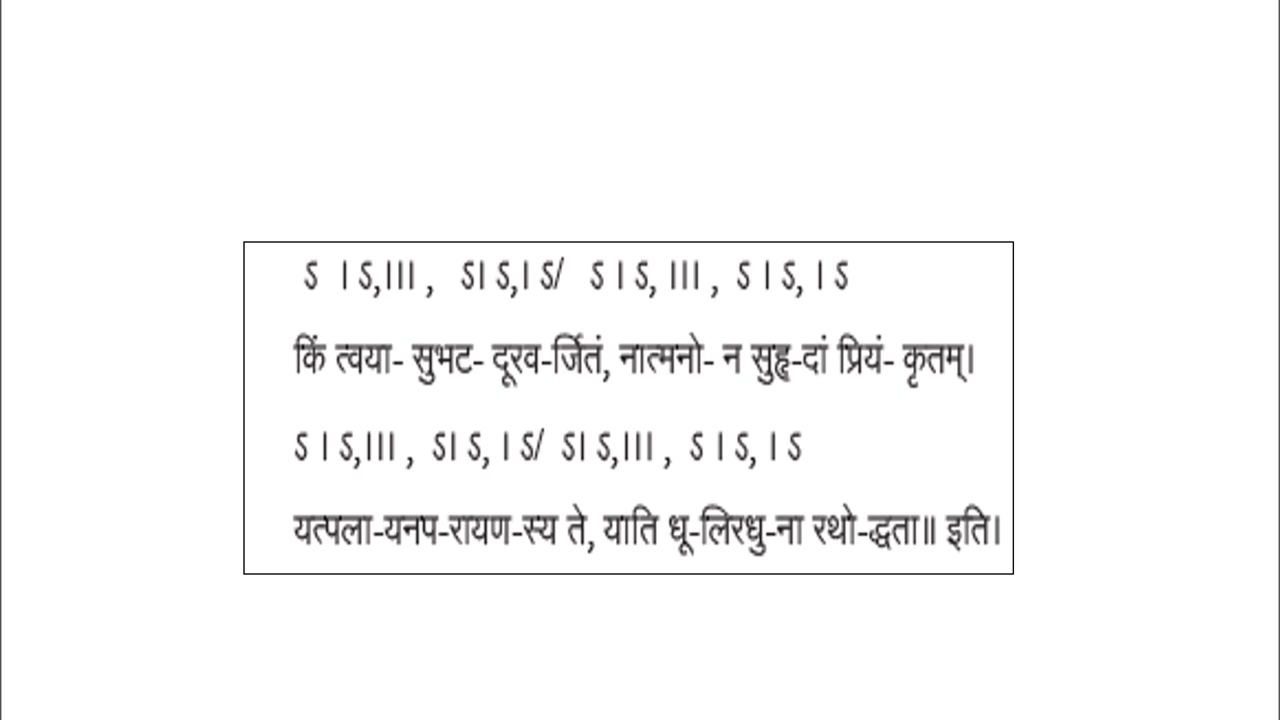 ऽ । ऽ,।।। , ऽ। ऽ,। ऽ/ ऽ । ऽ, ।।। , ऽ । ऽ, । ऽ
किं त्वया- सुभट- दूरव-र्जितं, नात्मनो- न सुहृ-दां प्रियं- कृतम्।
ऽ । ऽ,।।। , ऽ। ऽ, । ऽ/ ऽ। ऽ,।।। , ऽ । ऽ, । ऽ
यत्पला-यनप-रायण-स्य ते, याति धू-लिरधु-ना रथो-द्धता॥ इति।